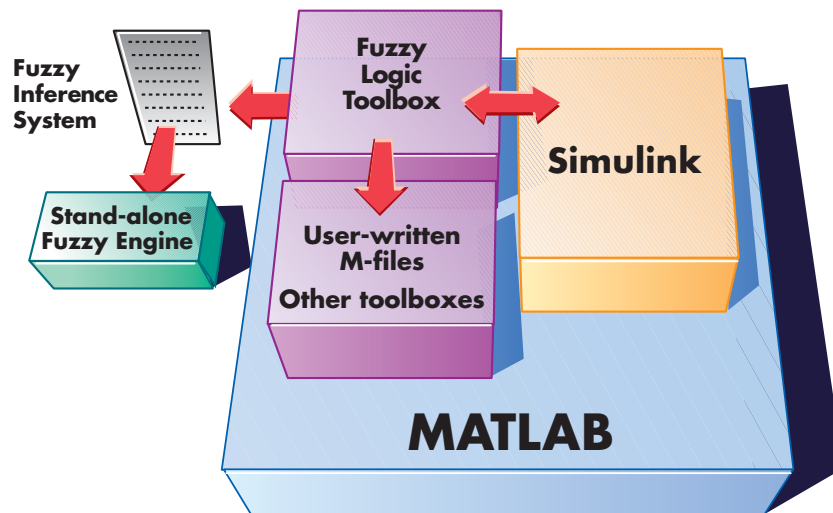 Fuzzy
Inference
System
Fuzzy
Logic
Toolbox
Simulink
Stand-alone
Fuzzy Engine
User-written
M-files
Other toolboxes
MATLAB